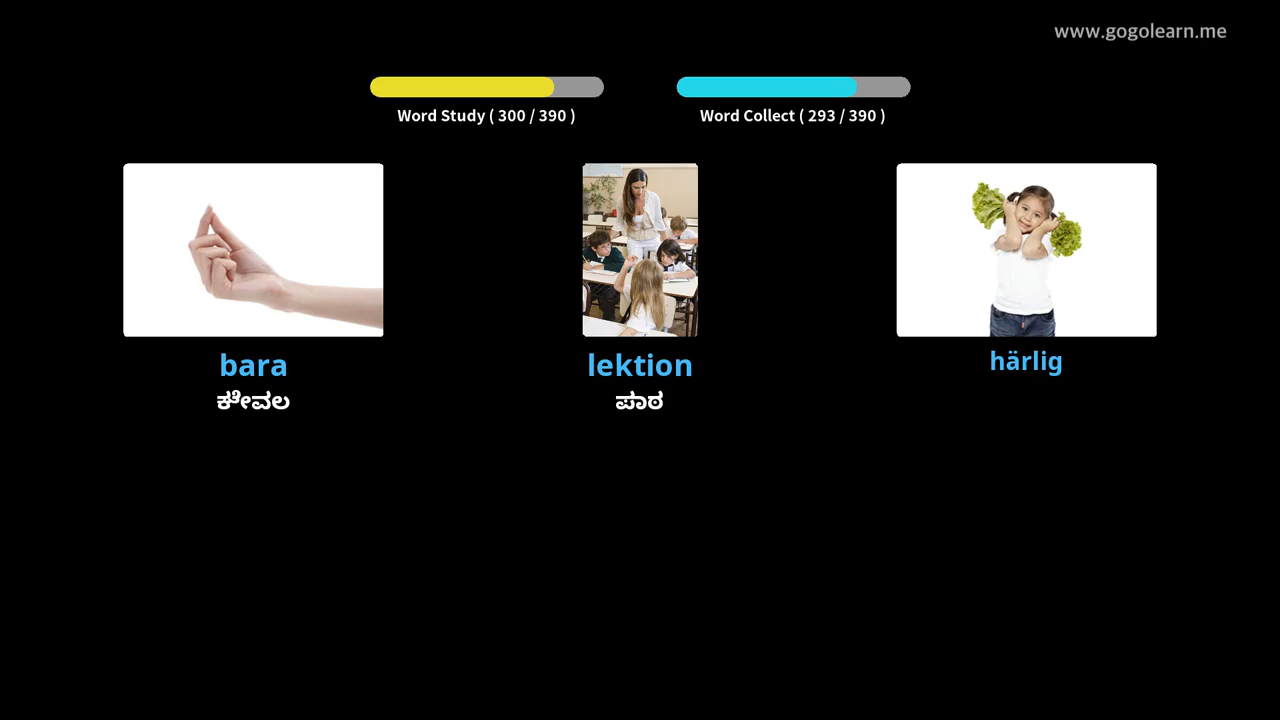 www.gogolearn.me
Word Study ( 300 / 390 )
Word Collect ( 293 / 390 )
bara
lektion
härlig
ಕೇವಲ
ಪಾಠ